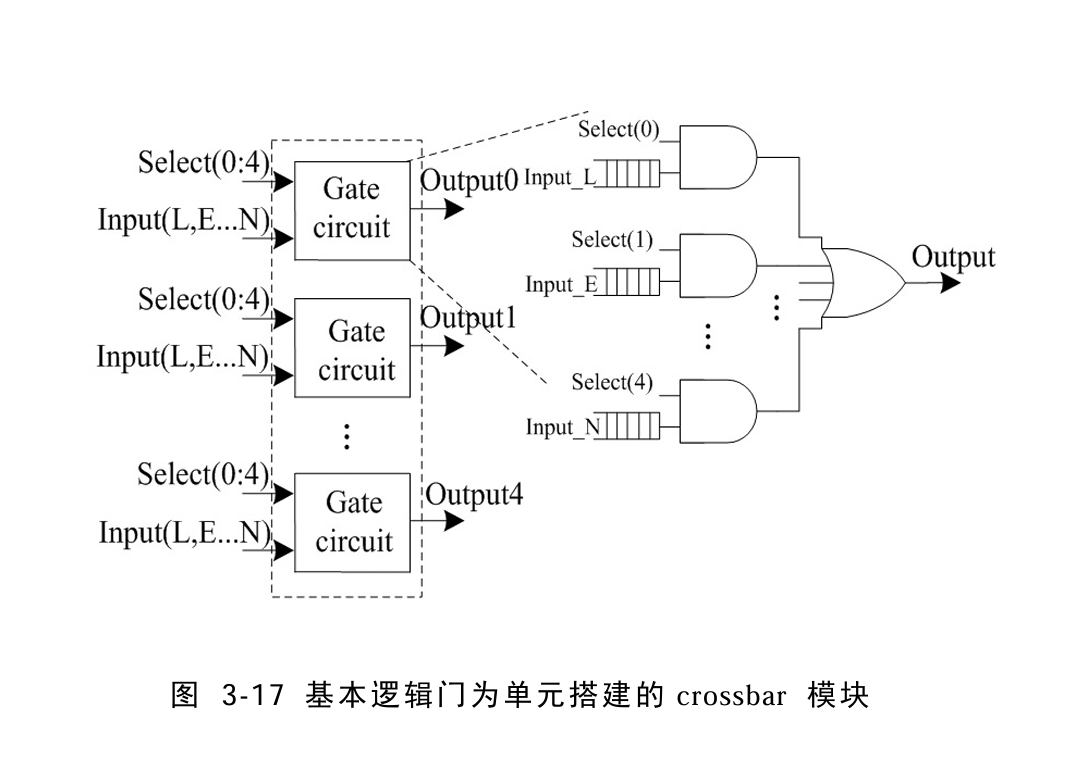 Select(0:4)
Input(L,E...N)
Gate
circuit
Output0
Select(0:4)
Input(L,E...N)
Gate
circuit
Output1
Select(0:4)
Input(L,E...N)
Gate
circuit
Output4
Select(0)
Input_L
Select(1)
Input_E
Select(4)
Input_N
Output
图 3-17 基本逻辑门为单元搭建的 crossbar 模块